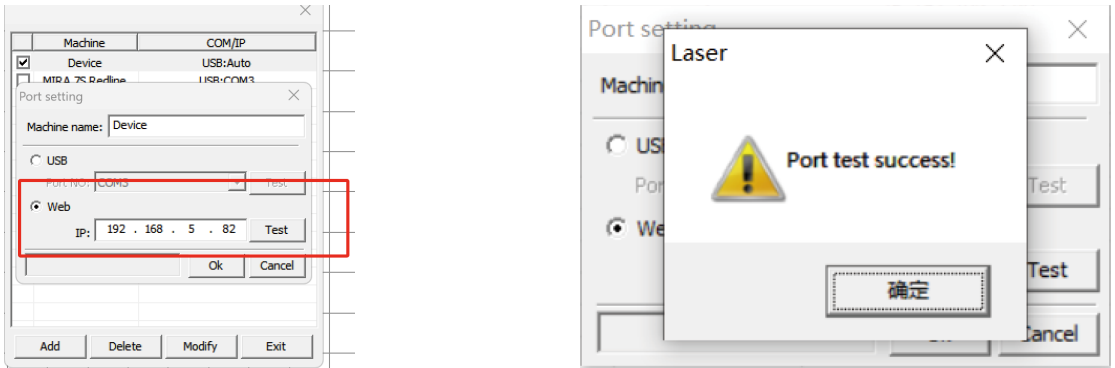 Machine COM/IP
Device USB:Auto
MIRA 7S Redline USB:COM3
Port setting
Machine name: Device
USB
Port NO: COM3 Test
Web
IP: 192 . 168 . 5 . 82 Test
Ok Cancel
Add Delete Modify Exit
Port setting
Laser
Machin
USB
Port test success!
Por Test
We
Test
确定
Cancel